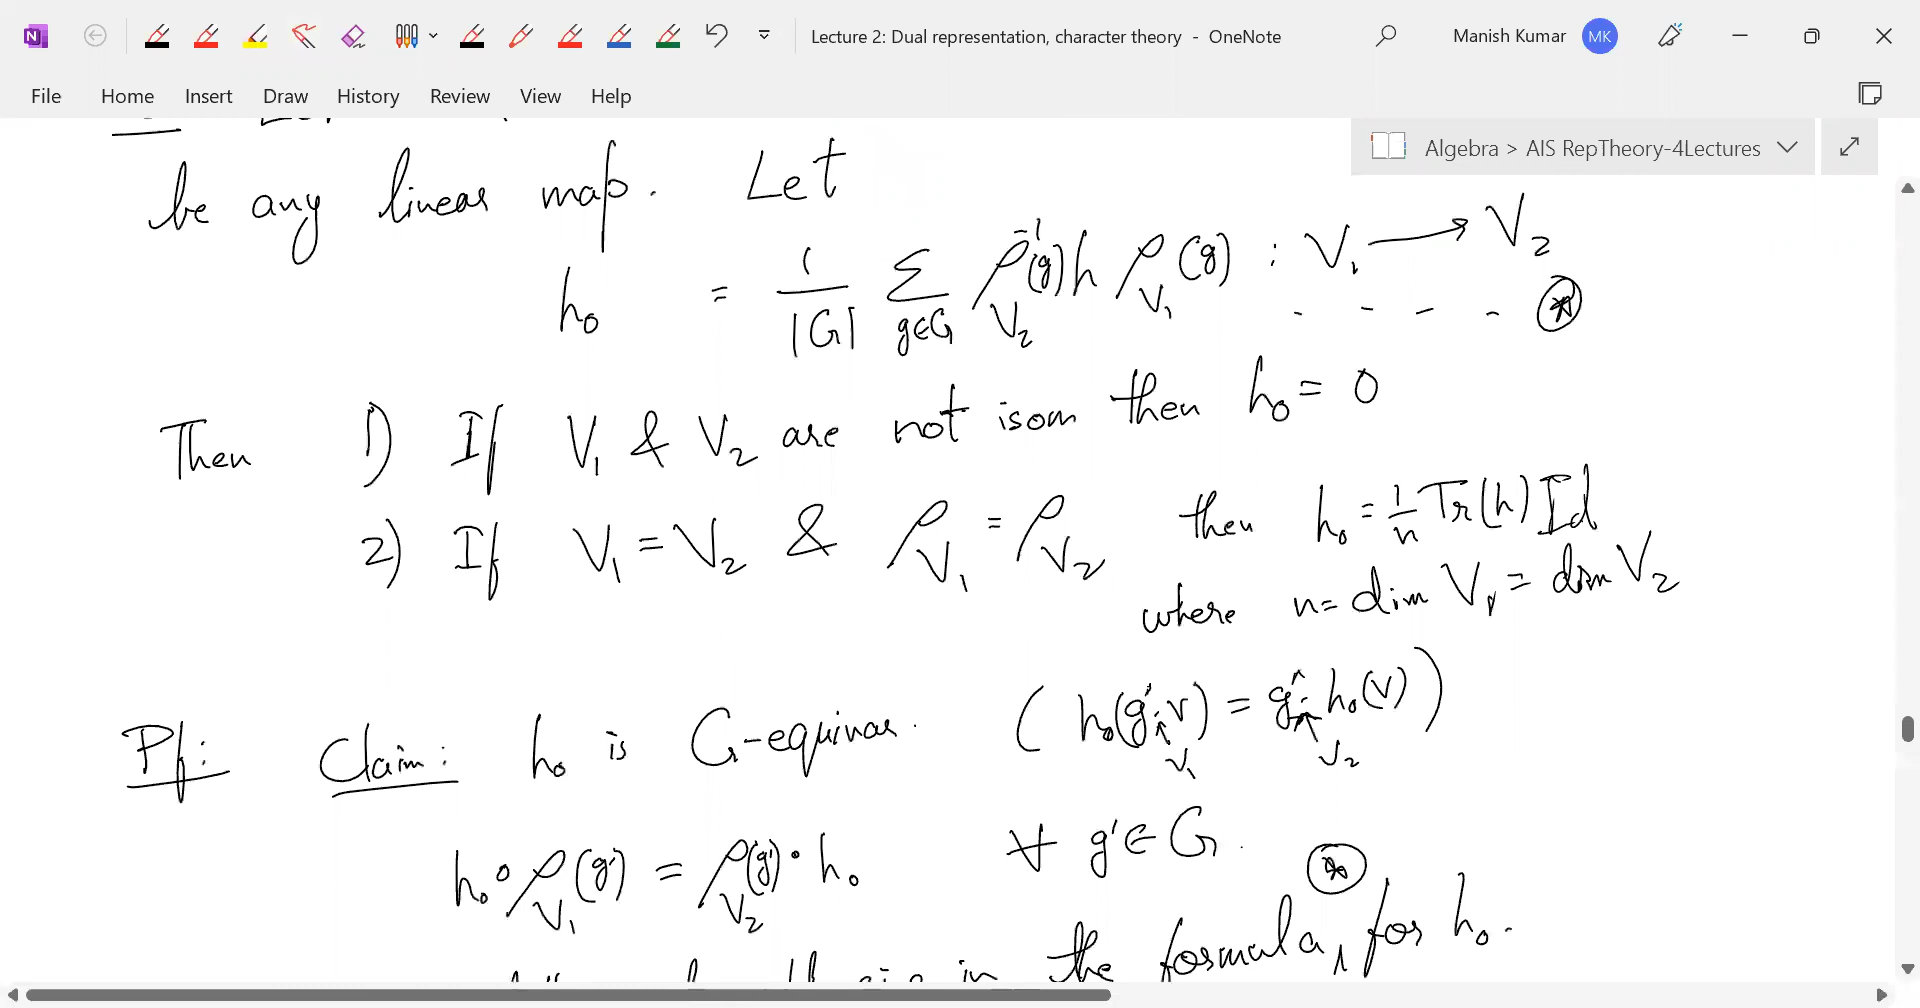 Lecture 2: Dual representation, character theory - OneNote
Manish Kumar MK
File Home Insert Draw History Review View Help
Algebra > AIS RepTheory-4Lectures
be any linear map. Let
h₀ = 1/|G| Σ_{g∈G} ρ_{V₂}⁻¹(g) h ρ_{V₁}(g) : V₁ → V₂
. - - - ⊛
Then 1) If V₁ & V₂ are not isom then h₀ = 0
2) If V₁ = V₂ & ρ_{V₁} = ρ_{V₂} then h₀ = 1/n Tr(h) Id
where n = dim V₁ = dim V₂
Pf: Claim: h₀ is G-equivar. (h₀(g'·v) = g'·h₀(v))
V₁ V₂
h₀ ∘ ρ_{V₁}(g') = ρ_{V₂}(g') ∘ h₀ ∀ g' ∈ G.
⊛
in the formula for h₀.